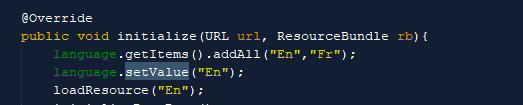 @Override
public void initialize(URL url, ResourceBundle rb){
language.getItems().addAll("En","Fr");
language.setValue("En");
loadResource("En");